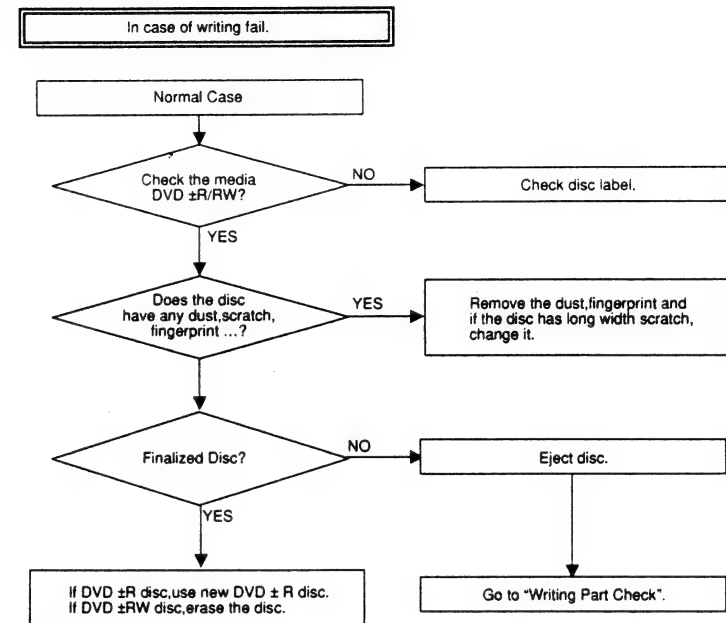 In case of writing fail.
Normal Case
Check the media
DVD ±R/RW?
NO
Check disc label.
YES
Does the disc
have any dust,scratch,
fingerprint ...?
YES
Remove the dust,fingerprint and
if the disc has long width scratch,
change it.
Finalized Disc?
NO
Eject disc.
YES
If DVD ±R disc,use new DVD ± R disc.
If DVD ±RW disc,erase the disc.
Go to “Writing Part Check”.